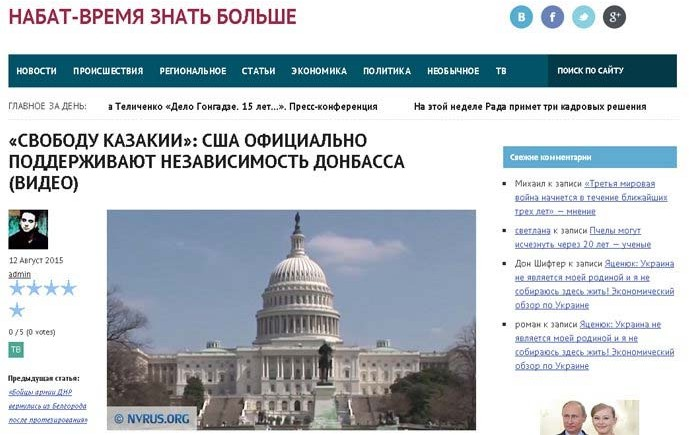 НАБАТ-ВРЕМЯ ЗНАТЬ БОЛЬШЕ
НОВОСТИ ПРОИСШЕСТВИЯ РЕГИОНАЛЬНОЕ СТАТЬИ ЭКОНОМИКА ПОЛИТИКА НЕОБЫЧНОЕ ТВ ПОИСК ПО САЙТУ
ГЛАВНОЕ ЗА ДЕНЬ: а Теличенко «Дело Гонгадзе. 15 лет...». Пресс-конференция На этой неделе Рада примет три кадровых решения
«СВОБОДУ КАЗАКИИ»: США ОФИЦИАЛЬНО
ПОДДЕРЖИВАЮТ НЕЗАВИСИМОСТЬ ДОНБАССА
(ВИДЕО)
12 Август 2015
admin
0 / 5 (0 votes)
ТВ
Предыдущая статья:
«Бойцы армии ДНР
вернулись из Белгорода
после протезирования»
© NVRUS.ORG
Свежие комментарии
Михаил к записи «Третья мировая
война начнется в течение ближайших
трех лет» — мнение
светлана к записи Пчелы могут
исчезнуть через 20 лет — ученые
Дон Шифтер к записи Яценюк: Украина
не является моей родиной и я не
собираюсь здесь жить! Экономический
обзор по Украине
роман к записи Яценюк: Украина не
является моей родиной и я не
собираюсь здесь жить! Экономический
обзор по Украине